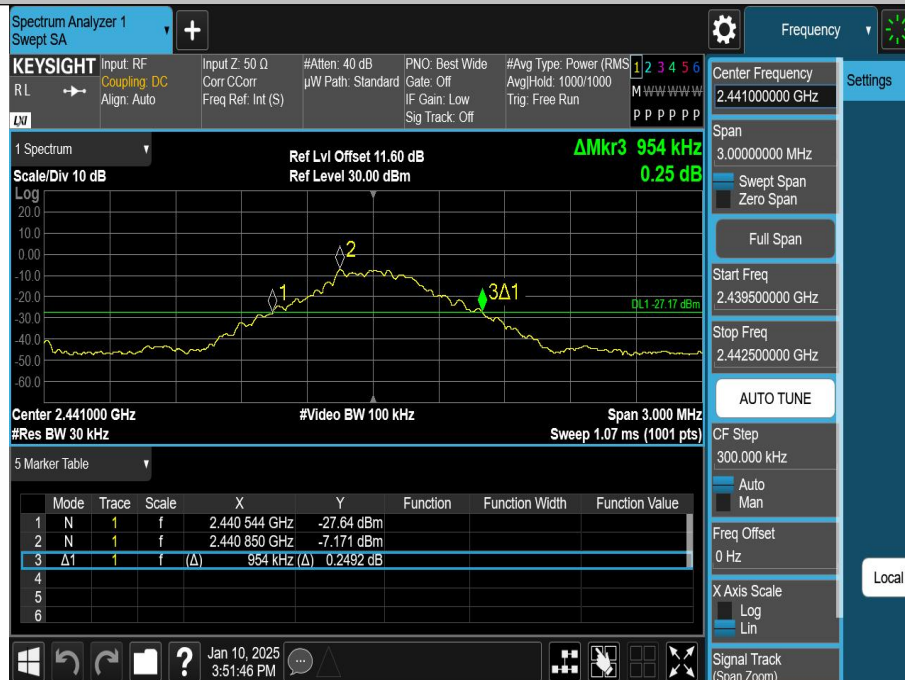 Spectrum Analyzer 1
Swept SA
+
Frequency
KEYSIGHT
RL
LXI
Input: RF
Coupling: DC
Align: Auto
Input Z: 50 Ω
Corr CCorr
Freq Ref: Int (S)
#Atten: 40 dB
µW Path: Standard
PNO: Best Wide
Gate: Off
IF Gain: Low
Sig Track: Off
#Avg Type: Power (RMS
Avg|Hold: 1000/1000
Trig: Free Run
1 2 3 4 5 6
M W W W W W
P P P P P P
1 Spectrum
Scale/Div 10 dB
Ref Lvl Offset 11.60 dB
Ref Level 30.00 dBm
ΔMkr3 954 kHz
0.25 dB
Log
20.0
10.0
0.00
-10.0
-20.0
-30.0
-40.0
-50.0
-60.0
2
1
3Δ1
DL1 -27.17 dBm
Center 2.441000 GHz
#Video BW 100 kHz
Span 3.000 MHz
#Res BW 30 kHz
Sweep 1.07 ms (1001 pts)
5 Marker Table
Mode Trace Scale X Y Function Function Width Function Value
1 N 1 f 2.440 544 GHz -27.64 dBm
2 N 1 f 2.440 850 GHz -7.171 dBm
3 Δ1 1 f (Δ) 954 kHz (Δ) 0.2492 dB
4
5
6
Center Frequency
2.441000000 GHz
Span
3.00000000 MHz
Swept Span
Zero Span
Full Span
Start Freq
2.439500000 GHz
Stop Freq
2.442500000 GHz
AUTO TUNE
CF Step
300.000 kHz
Auto
Man
Freq Offset
0 Hz
X Axis Scale
Log
Lin
Signal Track
(Span Zoom)
Settings
Local
?
Jan 10, 2025
3:51:46 PM